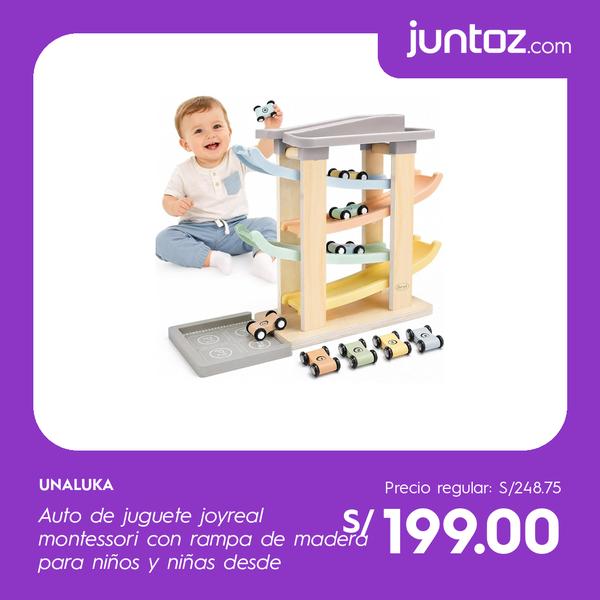 juntoz.com
UNALUKA
Auto de juguete joyreal
montessori con rampa de madera
para niños y niñas desde
Precio regular: S/248.75
S/199.00